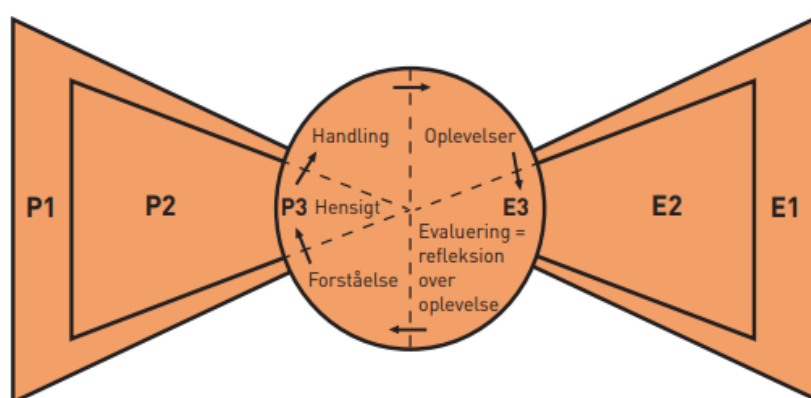 Handling
Oplevelser
P1
P2
P3
Hensigt
E3
E2
E1
Evaluering =
refleksion
over
oplevelse
Forståelse